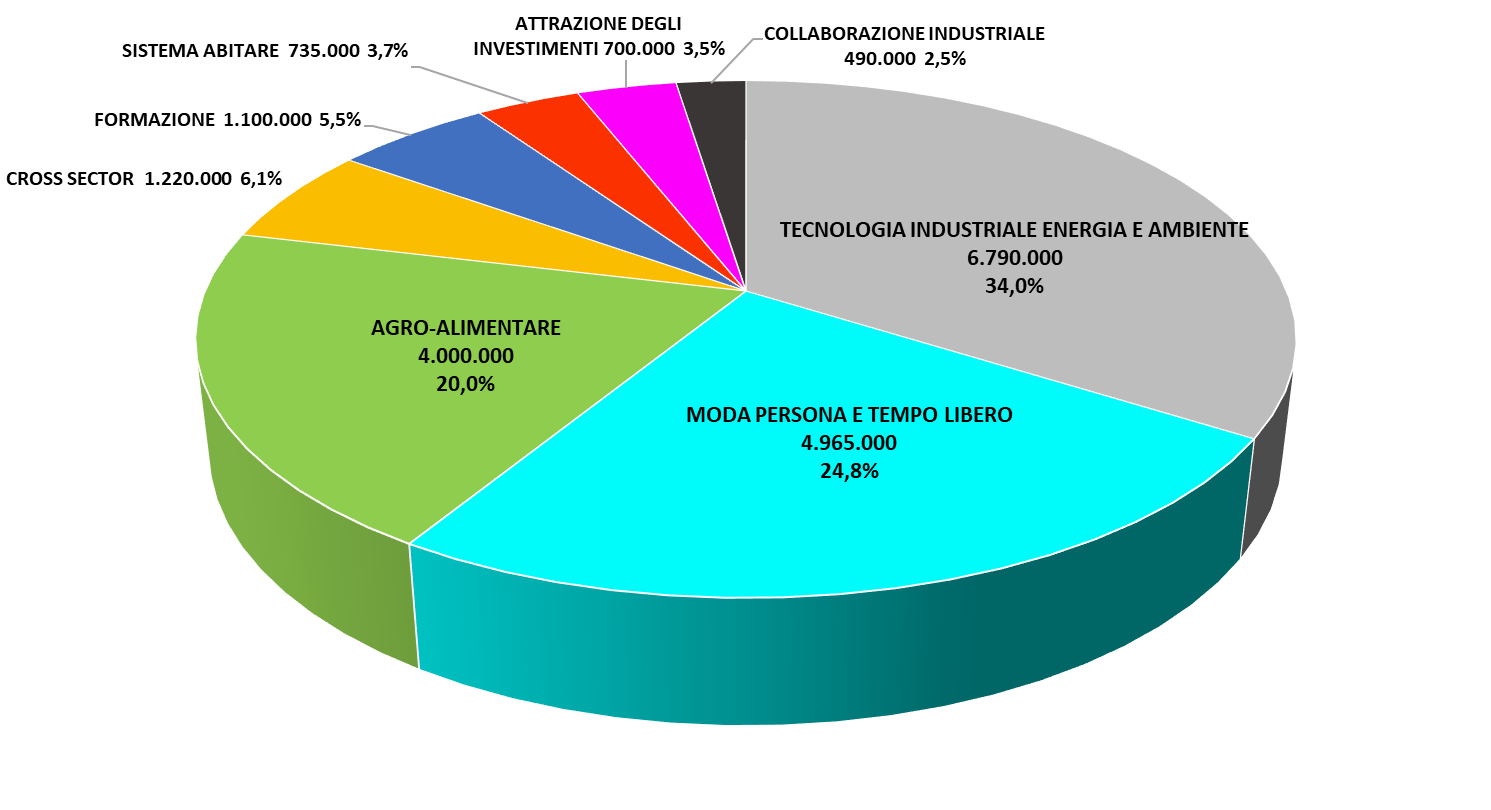 ATTRAZIONE DEGLI
INVESTIMENTI 700.000 3,5%
COLLABORAZIONE INDUSTRIALE
490.000 2,5%
SISTEMA ABITARE 735.000 3,7%
FORMAZIONE 1.100.000 5,5%
CROSS SECTOR 1.220.000 6,1%
TECNOLOGIA INDUSTRIALE ENERGIA E AMBIENTE
6.790.000
34,0%
AGRO-ALIMENTARE
4.000.000
20,0%
MODA PERSONA E TEMPO LIBERO
4.965.000
24,8%